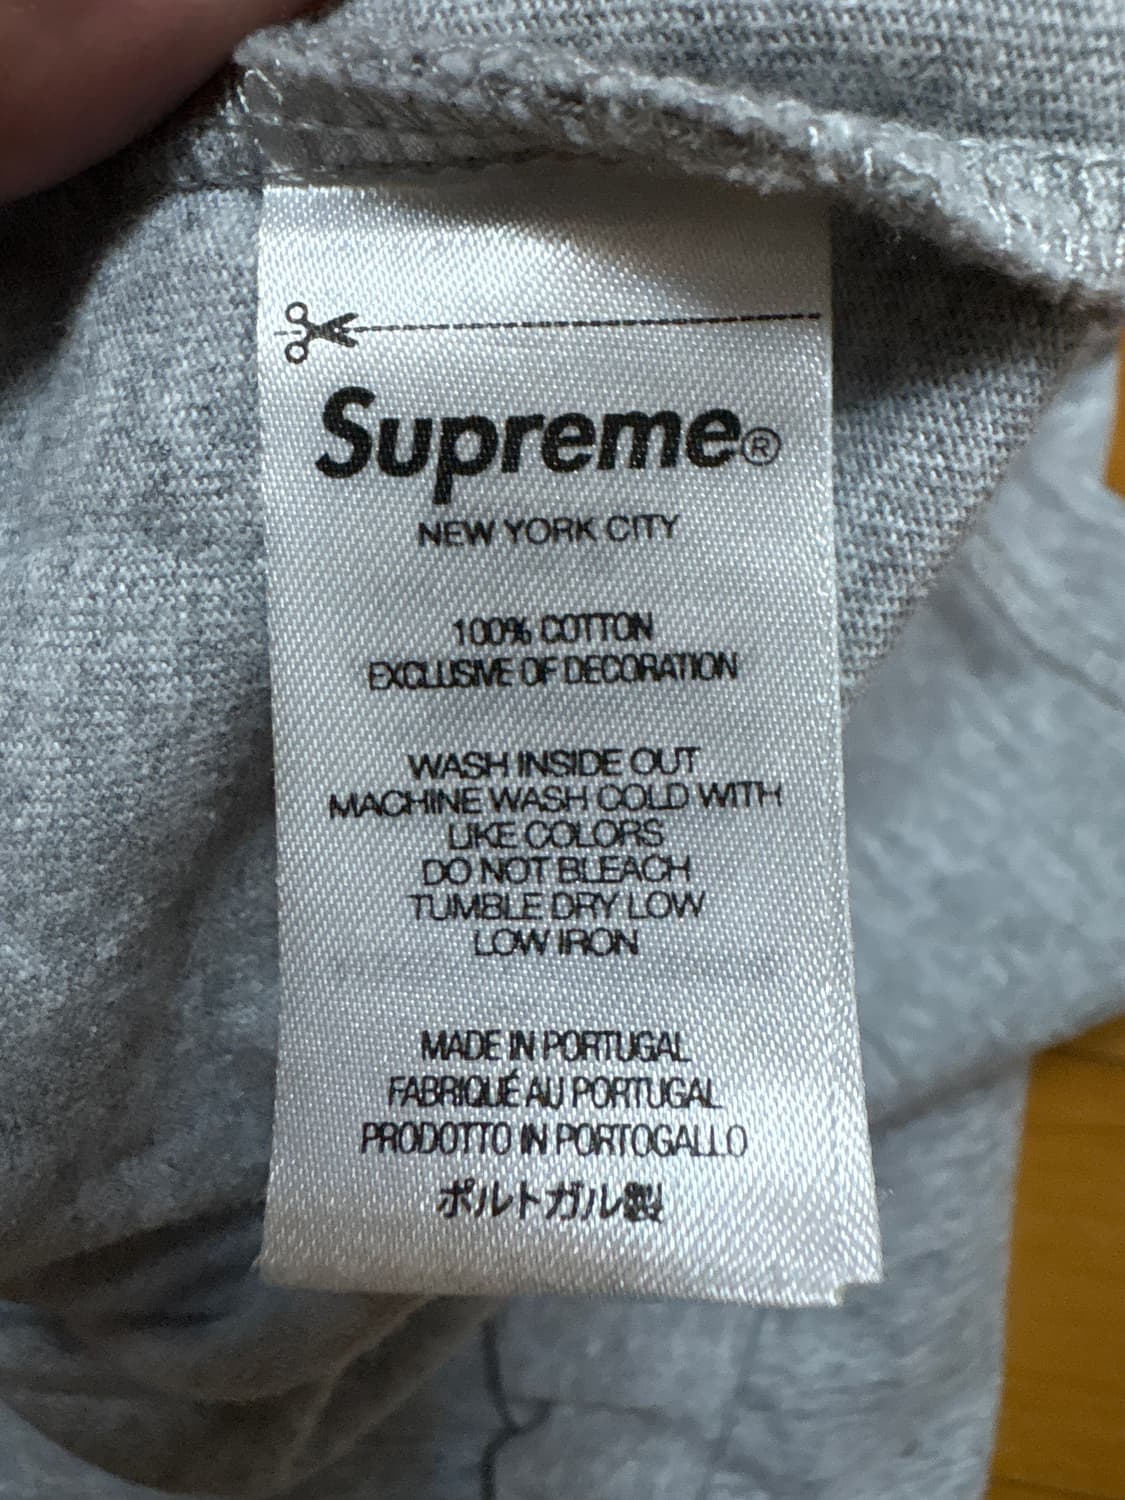 Supreme®
NEW YORK CITY
100% COTTON
EXCLUSIVE OF DECORATION
WASH INSIDE OUT
MACHINE WASH COLD WITH
LIKE COLORS
DO NOT BLEACH
TUMBLE DRY LOW
LOW IRON
MADE IN PORTUGAL
FABRIQUÉ AU PORTUGAL
PRODOTTO IN PORTOGALLO
ポルトガル製